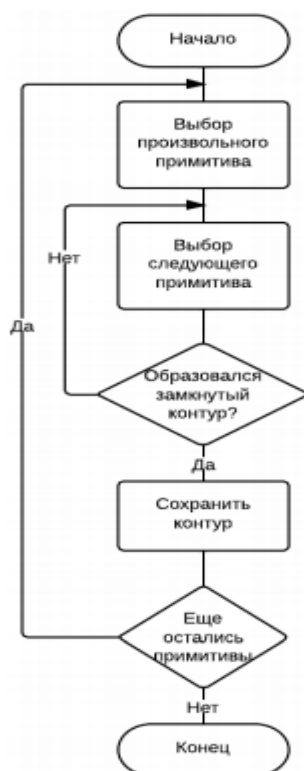 Начало
Выбор
произвольного
примитива
Выбор
следующего
примитива
Нет
Да
Образовался
замкнутый
контур?
Да
Сохранить
контур
Еще
остались
примитивы
Нет
Конец